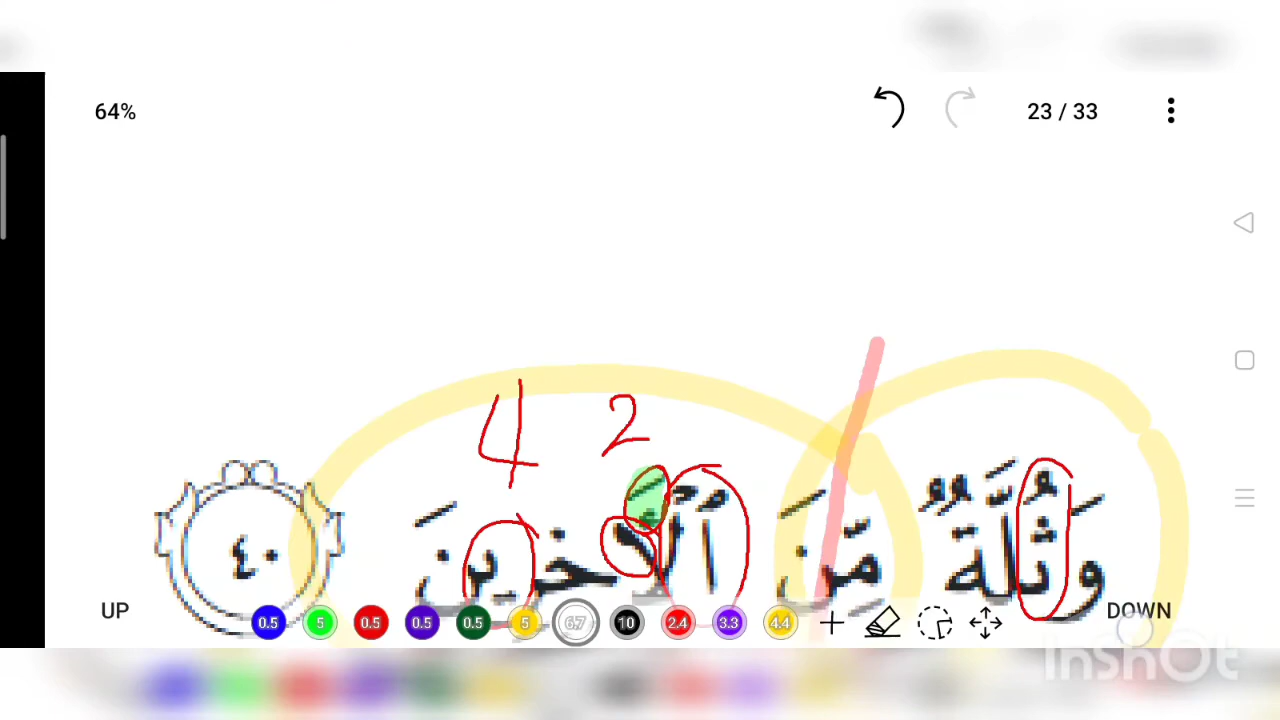 64%
23 / 33
4 2
وَثُلَّةٌ مِّنَ ٱلْأَخِرِينَ ٤٠
UP
DOWN
0.5 5 0.5 0.5 0.5 5 67 10 2.4 3.3 4.4
InShOt